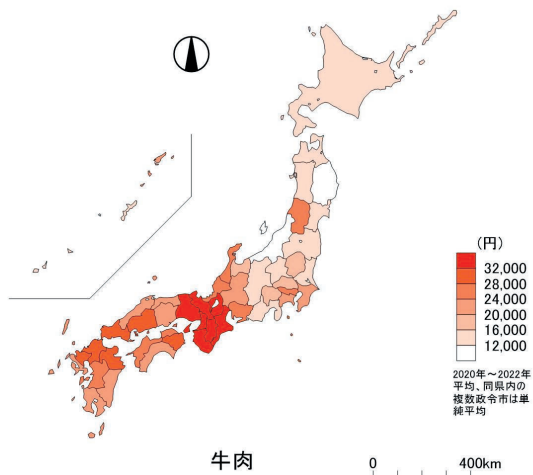 (円)
32,000
28,000
24,000
20,000
16,000
12,000
2020年～2022年
平均、同県内の
複数政令市は単
純平均
牛肉
0 400km